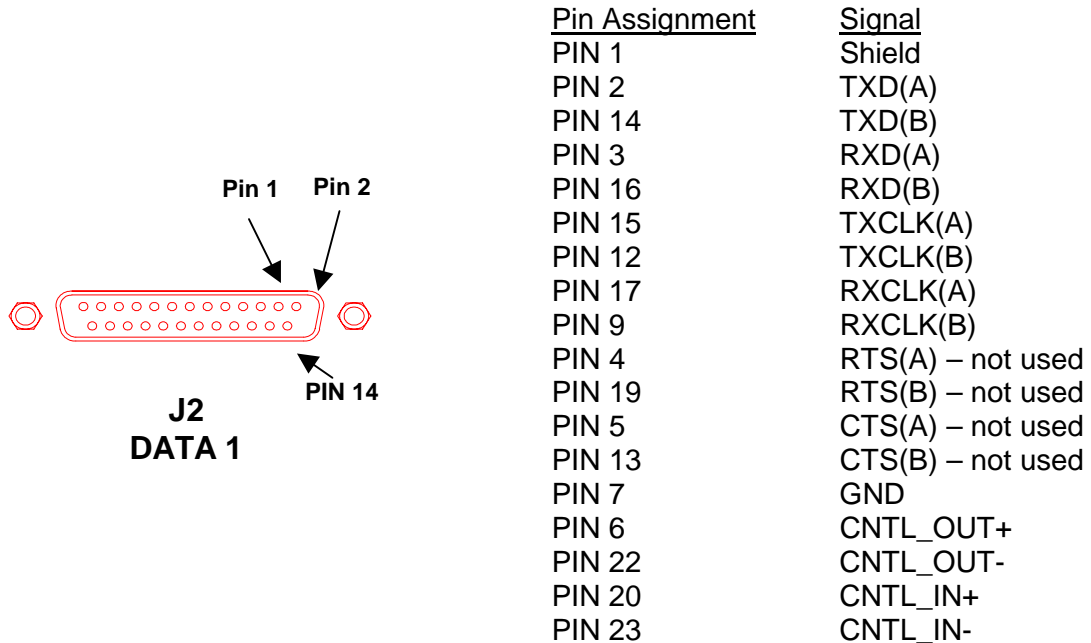 Pin 1 Pin 2
PIN 14
J2
DATA 1
Pin Assignment Signal
PIN 1 Shield
PIN 2 TXD(A)
PIN 14 TXD(B)
PIN 3 RXD(A)
PIN 16 RXD(B)
PIN 15 TXCLK(A)
PIN 12 TXCLK(B)
PIN 17 RXCLK(A)
PIN 9 RXCLK(B)
PIN 4 RTS(A) – not used
PIN 19 RTS(B) – not used
PIN 5 CTS(A) – not used
PIN 13 CTS(B) – not used
PIN 7 GND
PIN 6 CNTL_OUT+
PIN 22 CNTL_OUT-
PIN 20 CNTL_IN+
PIN 23 CNTL_IN-